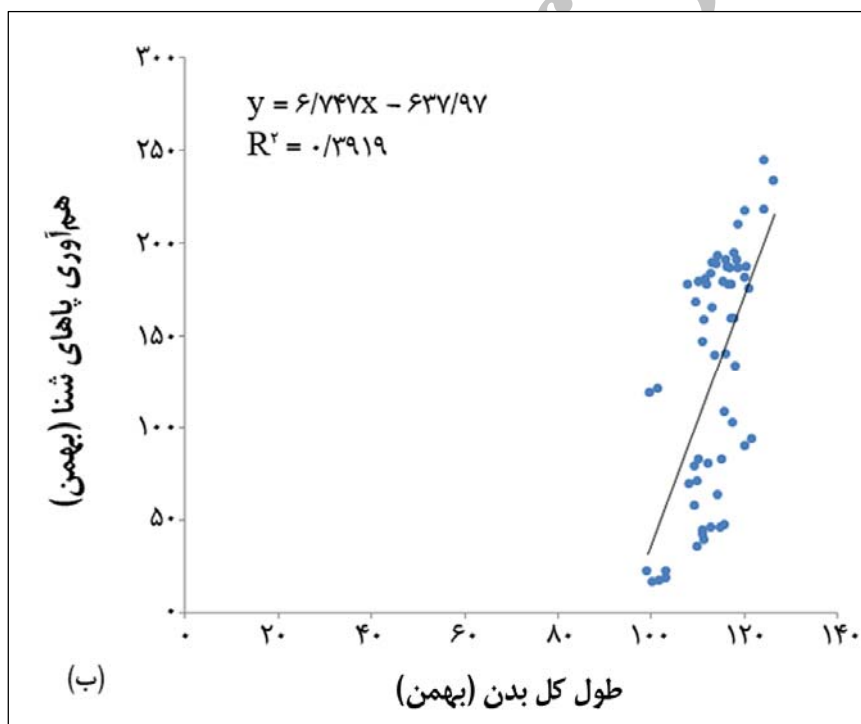 y = ۶/۷۴۷x – ۶۳۷/۹۷
R² = ۰/۳۹۱۹
۳۰۰
۲۵۰
۲۰۰
۱۵۰
۱۰۰
۵۰
۰
هم‌آوری پاهای شنا (بهمن)
۰ ۲۰ ۴۰ ۶۰ ۸۰ ۱۰۰ ۱۲۰ ۱۴۰
طول کل بدن (بهمن)
(ب)